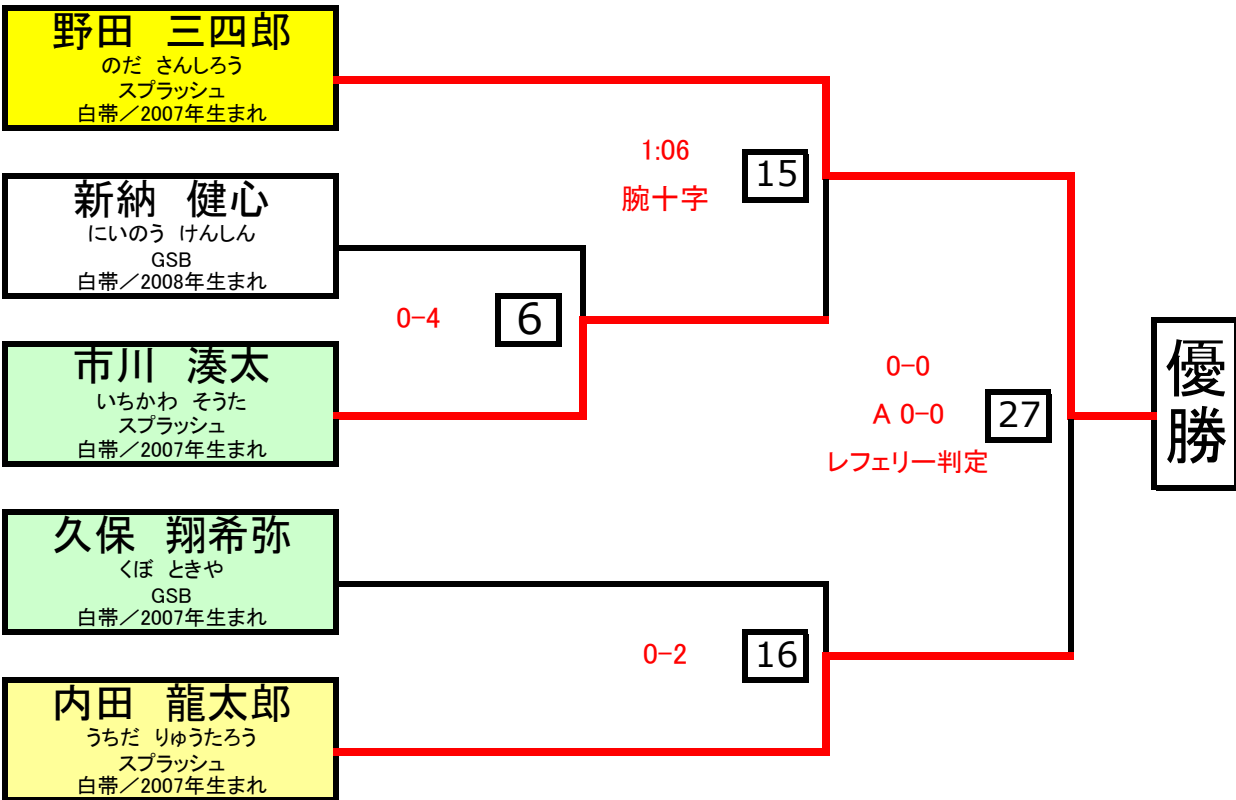 野田　三四郎
のだ　さんしろう
スプラッシュ
白帯／2007年生まれ
新納　健心
にいのう　けんしん
GSB
白帯／2008年生まれ
市川　湊太
いちかわ　そうた
スプラッシュ
白帯／2007年生まれ
久保　翔希弥
くぼ　ときや
GSB
白帯／2007年生まれ
内田　龍太郎
うちだ　りゅうたろう
スプラッシュ
白帯／2007年生まれ
0-4
6
1:06
腕十字
15
0-2
16
0-0
A 0-0
レフェリー判定
27
優勝